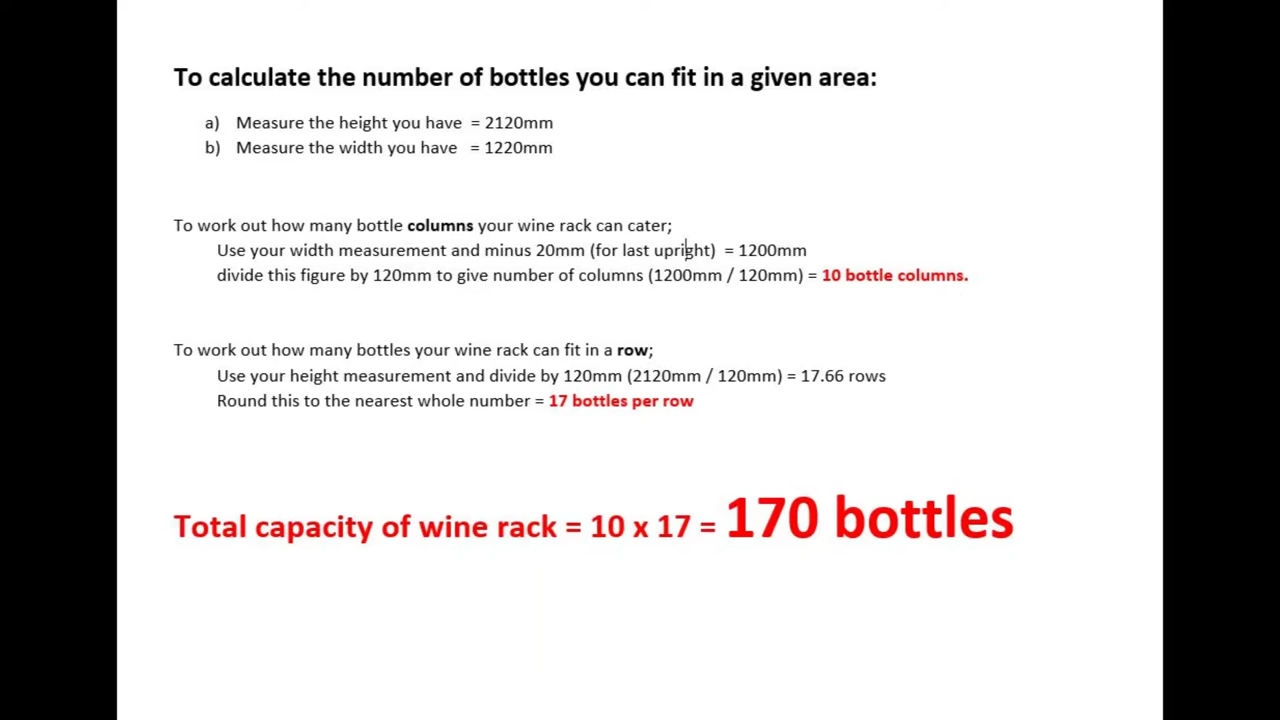 To calculate the number of bottles you can fit in a given area:
a) Measure the height you have = 2120mm
b) Measure the width you have = 1220mm
To work out how many bottle columns your wine rack can cater;
Use your width measurement and minus 20mm (for last upright) = 1200mm
divide this figure by 120mm to give number of columns (1200mm / 120mm) = 10 bottle columns.
To work out how many bottles your wine rack can fit in a row;
Use your height measurement and divide by 120mm (2120mm / 120mm) = 17.66 rows
Round this to the nearest whole number = 17 bottles per row
Total capacity of wine rack = 10 x 17 = 170 bottles